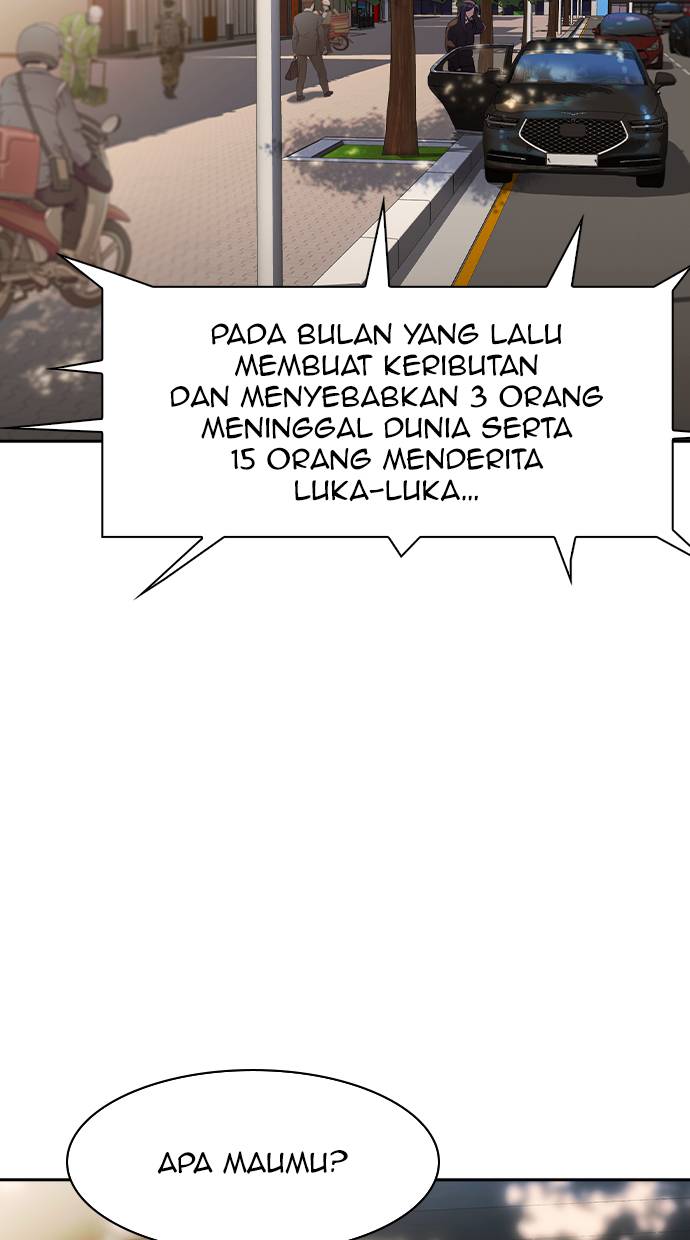 PADA BULAN YANG LALU
MEMBUAT KERIBUTAN
DAN MENYEBABKAN 3 ORANG
MENINGGAL DUNIA SERTA
15 ORANG MENDERITA
LUKA-LUKA...
APA MAUMU?